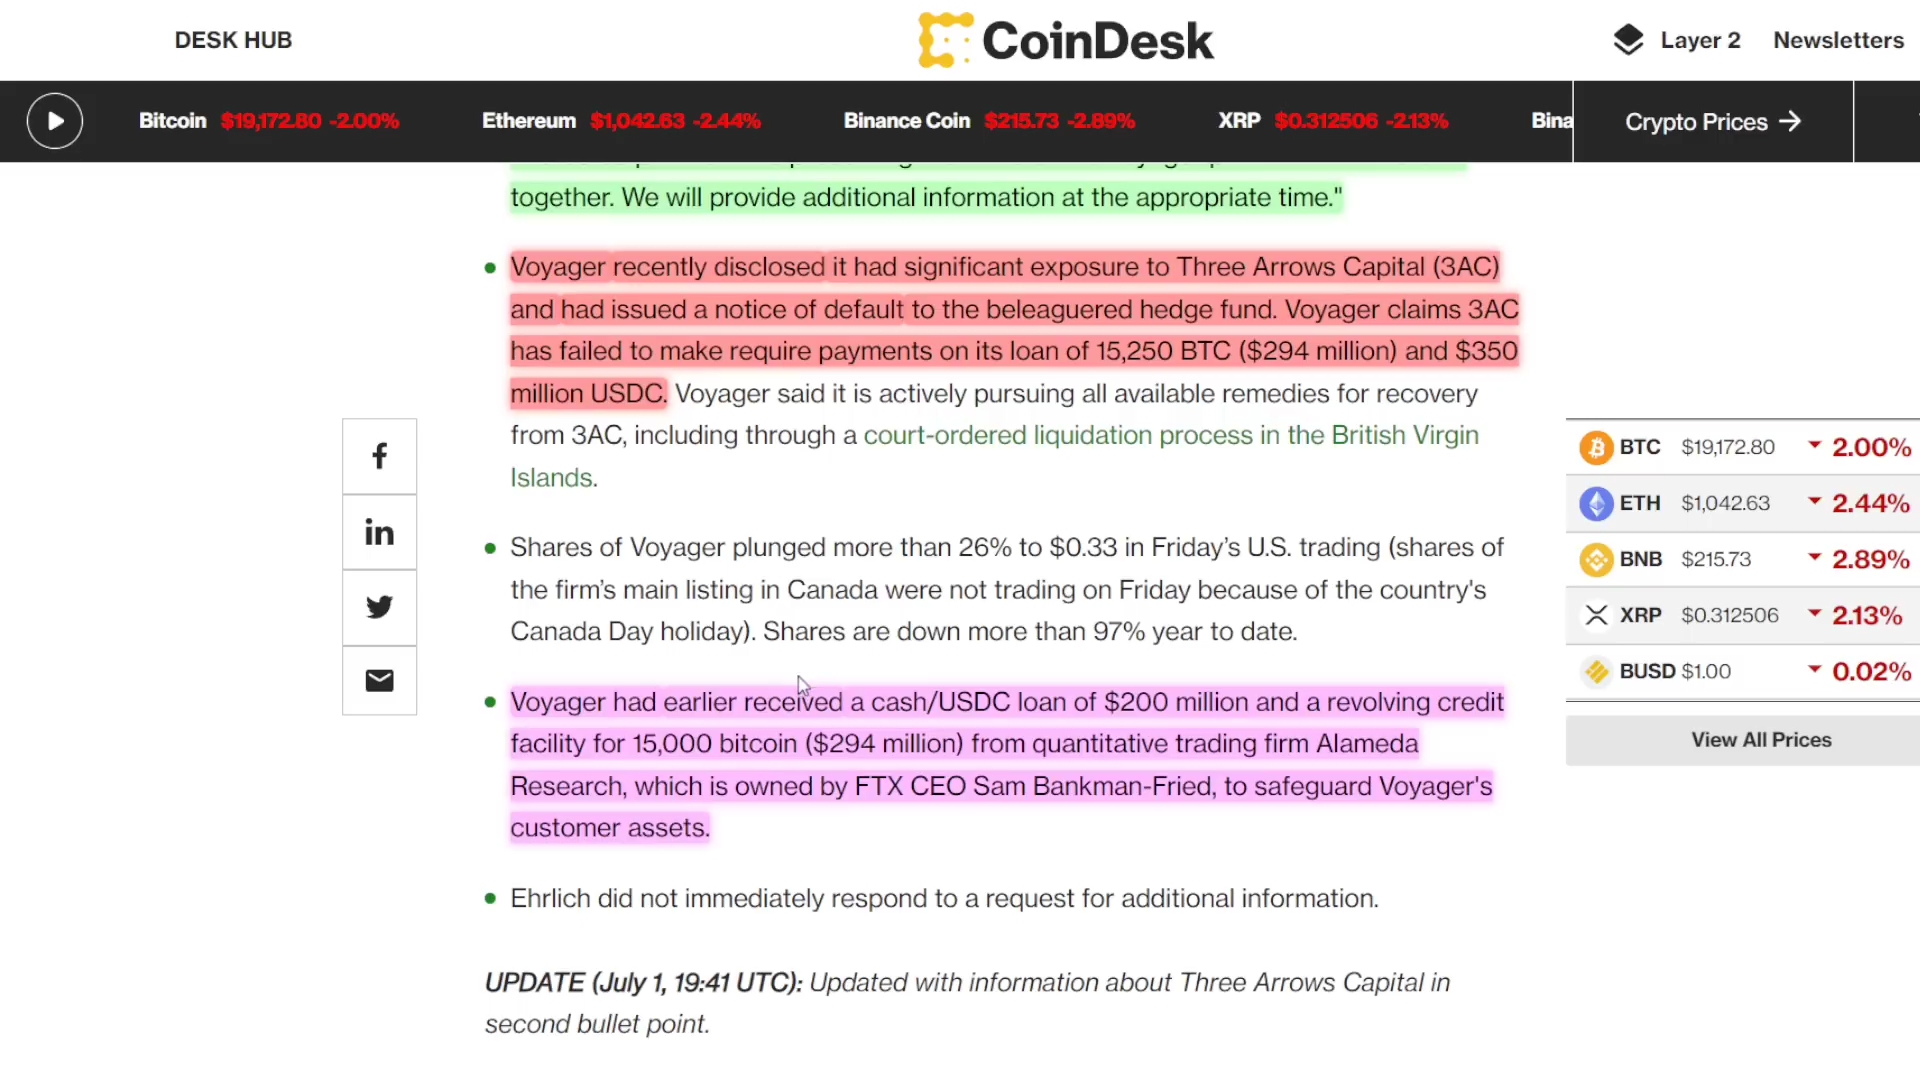 DESK HUB
CoinDesk
Layer 2
Newsletters
Bitcoin $19,172.80 -2.00%
Ethereum $1,042.63 -2.44%
Binance Coin $215.73 -2.89%
XRP $0.312506 -2.13%
Bina
Crypto Prices
together. We will provide additional information at the appropriate time."
Voyager recently disclosed it had significant exposure to Three Arrows Capital (3AC)
and had issued a notice of default to the beleaguered hedge fund. Voyager claims 3AC
has failed to make require payments on its loan of 15,250 BTC ($294 million) and $350
million USDC. Voyager said it is actively pursuing all available remedies for recovery
from 3AC, including through a court-ordered liquidation process in the British Virgin
Islands.
Shares of Voyager plunged more than 26% to $0.33 in Friday’s U.S. trading (shares of
the firm’s main listing in Canada were not trading on Friday because of the country's
Canada Day holiday). Shares are down more than 97% year to date.
Voyager had earlier received a cash/USDC loan of $200 million and a revolving credit
facility for 15,000 bitcoin ($294 million) from quantitative trading firm Alameda
Research, which is owned by FTX CEO Sam Bankman-Fried, to safeguard Voyager's
customer assets.
Ehrlich did not immediately respond to a request for additional information.
UPDATE (July 1, 19:41 UTC): Updated with information about Three Arrows Capital in
second bullet point.
BTC $19,172.80 2.00%
ETH $1,042.63 2.44%
BNB $215.73 2.89%
XRP $0.312506 2.13%
BUSD $1.00 0.02%
View All Prices